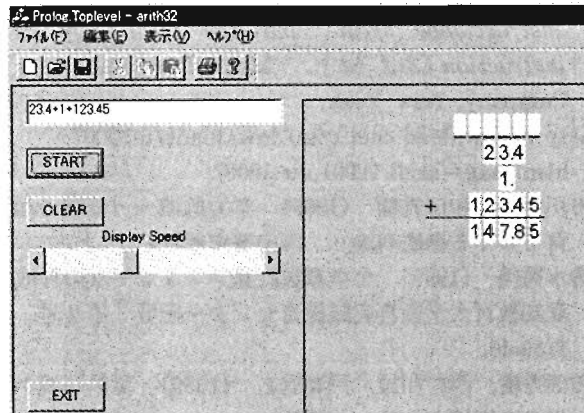 Prolog.Toplevel - arith32
ファイル(F) 編集(E) 表示(V) ヘルプ(H)
23.4+1+123.45
START
CLEAR
Display Speed
EXIT
23.4
1.
+ 123.45
147.85